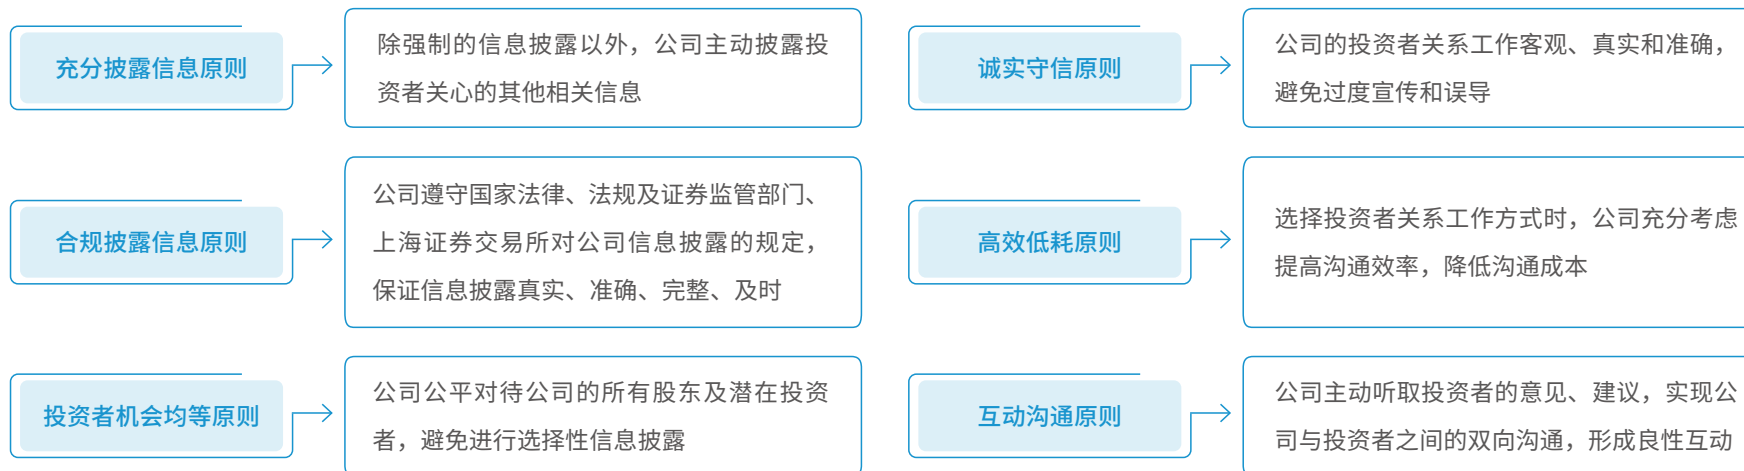 充分披露信息原则
除强制的信息披露以外，公司主动披露投
资者关心的其他相关信息
诚实守信原则
公司的投资者关系工作客观、真实和准确，
避免过度宣传和误导
合规披露信息原则
公司遵守国家法律、法规及证券监管部门、
上海证券交易所对公司信息披露的规定，
保证信息披露真实、准确、完整、及时
高效低耗原则
选择投资者关系工作方式时，公司充分考虑
提高沟通效率，降低沟通成本
投资者机会均等原则
公司公平对待公司的所有股东及潜在投资
者，避免进行选择性信息披露
互动沟通原则
公司主动听取投资者的意见、建议，实现公
司与投资者之间的双向沟通，形成良性互动